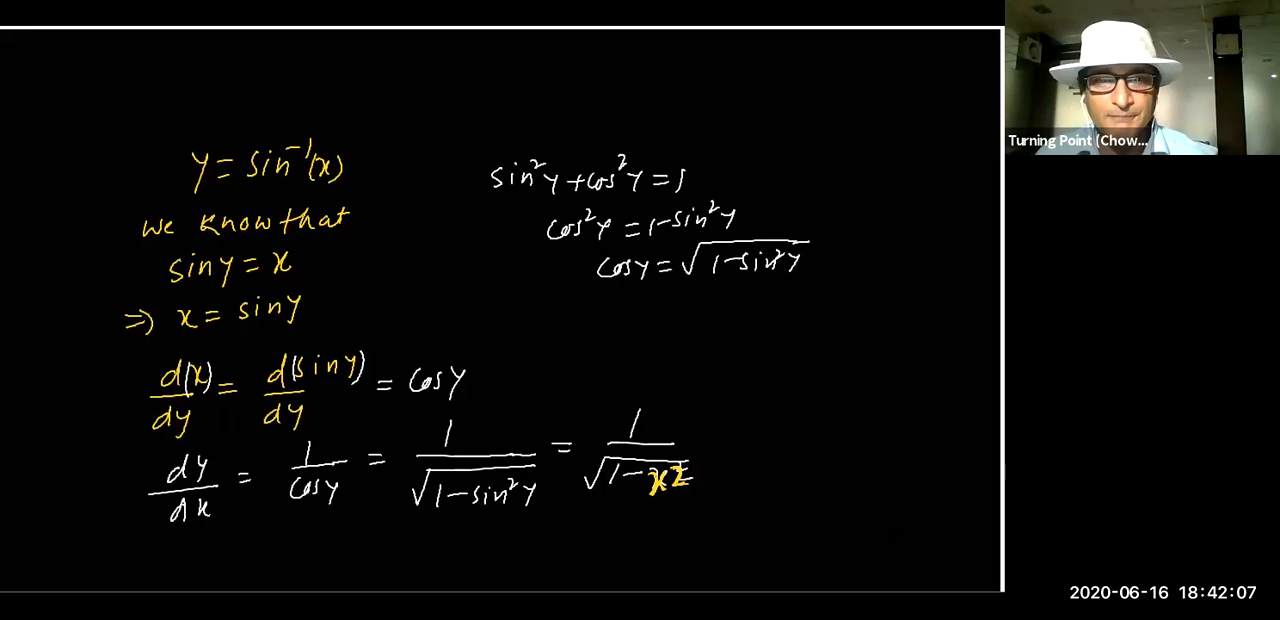 y = sin⁻¹(x)
we know that
sin y = x
⇒ x = sin y
d(x)/dy = d(sin y)/dy = cos y
dy/dx = 1/cos y = 1/√(1-sin²y) = 1/√(1-x²)
sin²y + cos²y = 1
cos²y = 1-sin²y
cos y = √(1-sin²y)
Turning Point (Chow...
2020-06-16 18:42:07